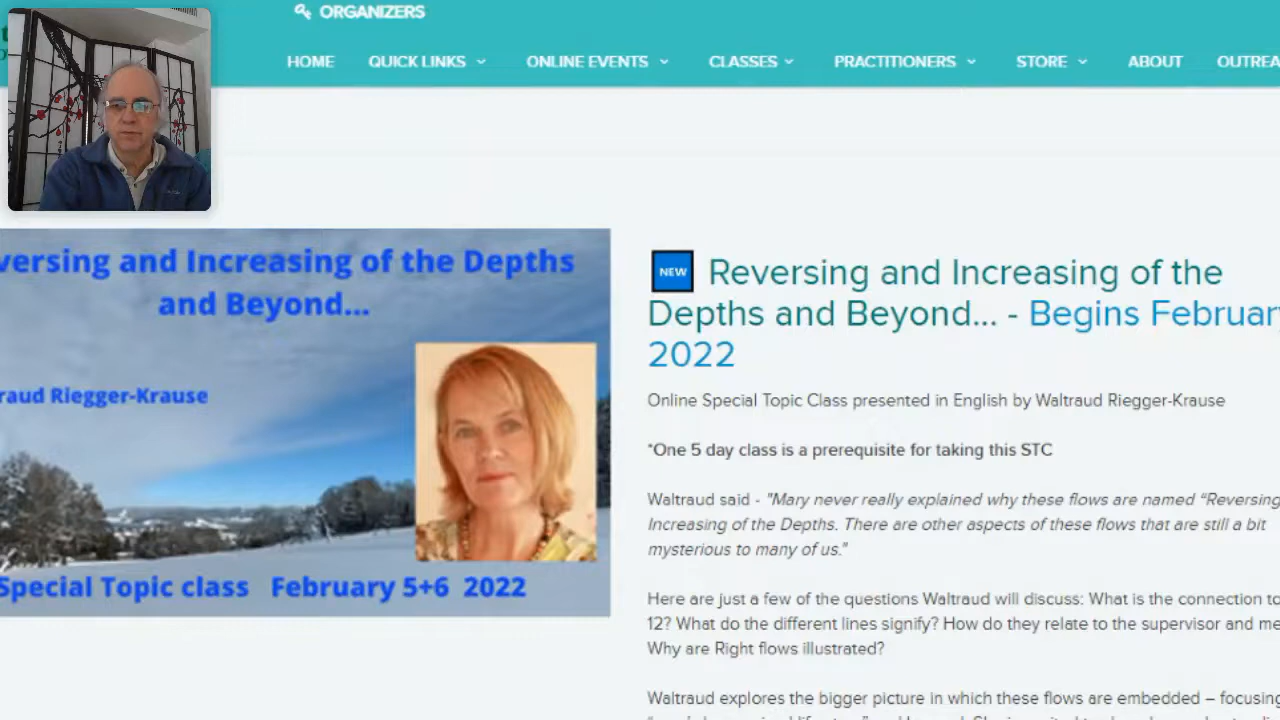 ORGANIZERS
HOME QUICK LINKS ONLINE EVENTS CLASSES PRACTITIONERS STORE ABOUT OUTREA
versing and Increasing of the Depths
and Beyond...
raud Riegger-Krause
Special Topic class February 5+6 2022
NEW Reversing and Increasing of the
Depths and Beyond... - Begins Februar
2022
Online Special Topic Class presented in English by Waltraud Riegger-Krause
*One 5 day class is a prerequisite for taking this STC
Waltraud said - "Mary never really explained why these flows are named “Reversing
Increasing of the Depths. There are other aspects of these flows that are still a bit
mysterious to many of us."
Here are just a few of the questions Waltraud will discuss: What is the connection to
12? What do the different lines signify? How do they relate to the supervisor and me
Why are Right flows illustrated?
Waltraud explores the bigger picture in which these flows are embedded – focusing